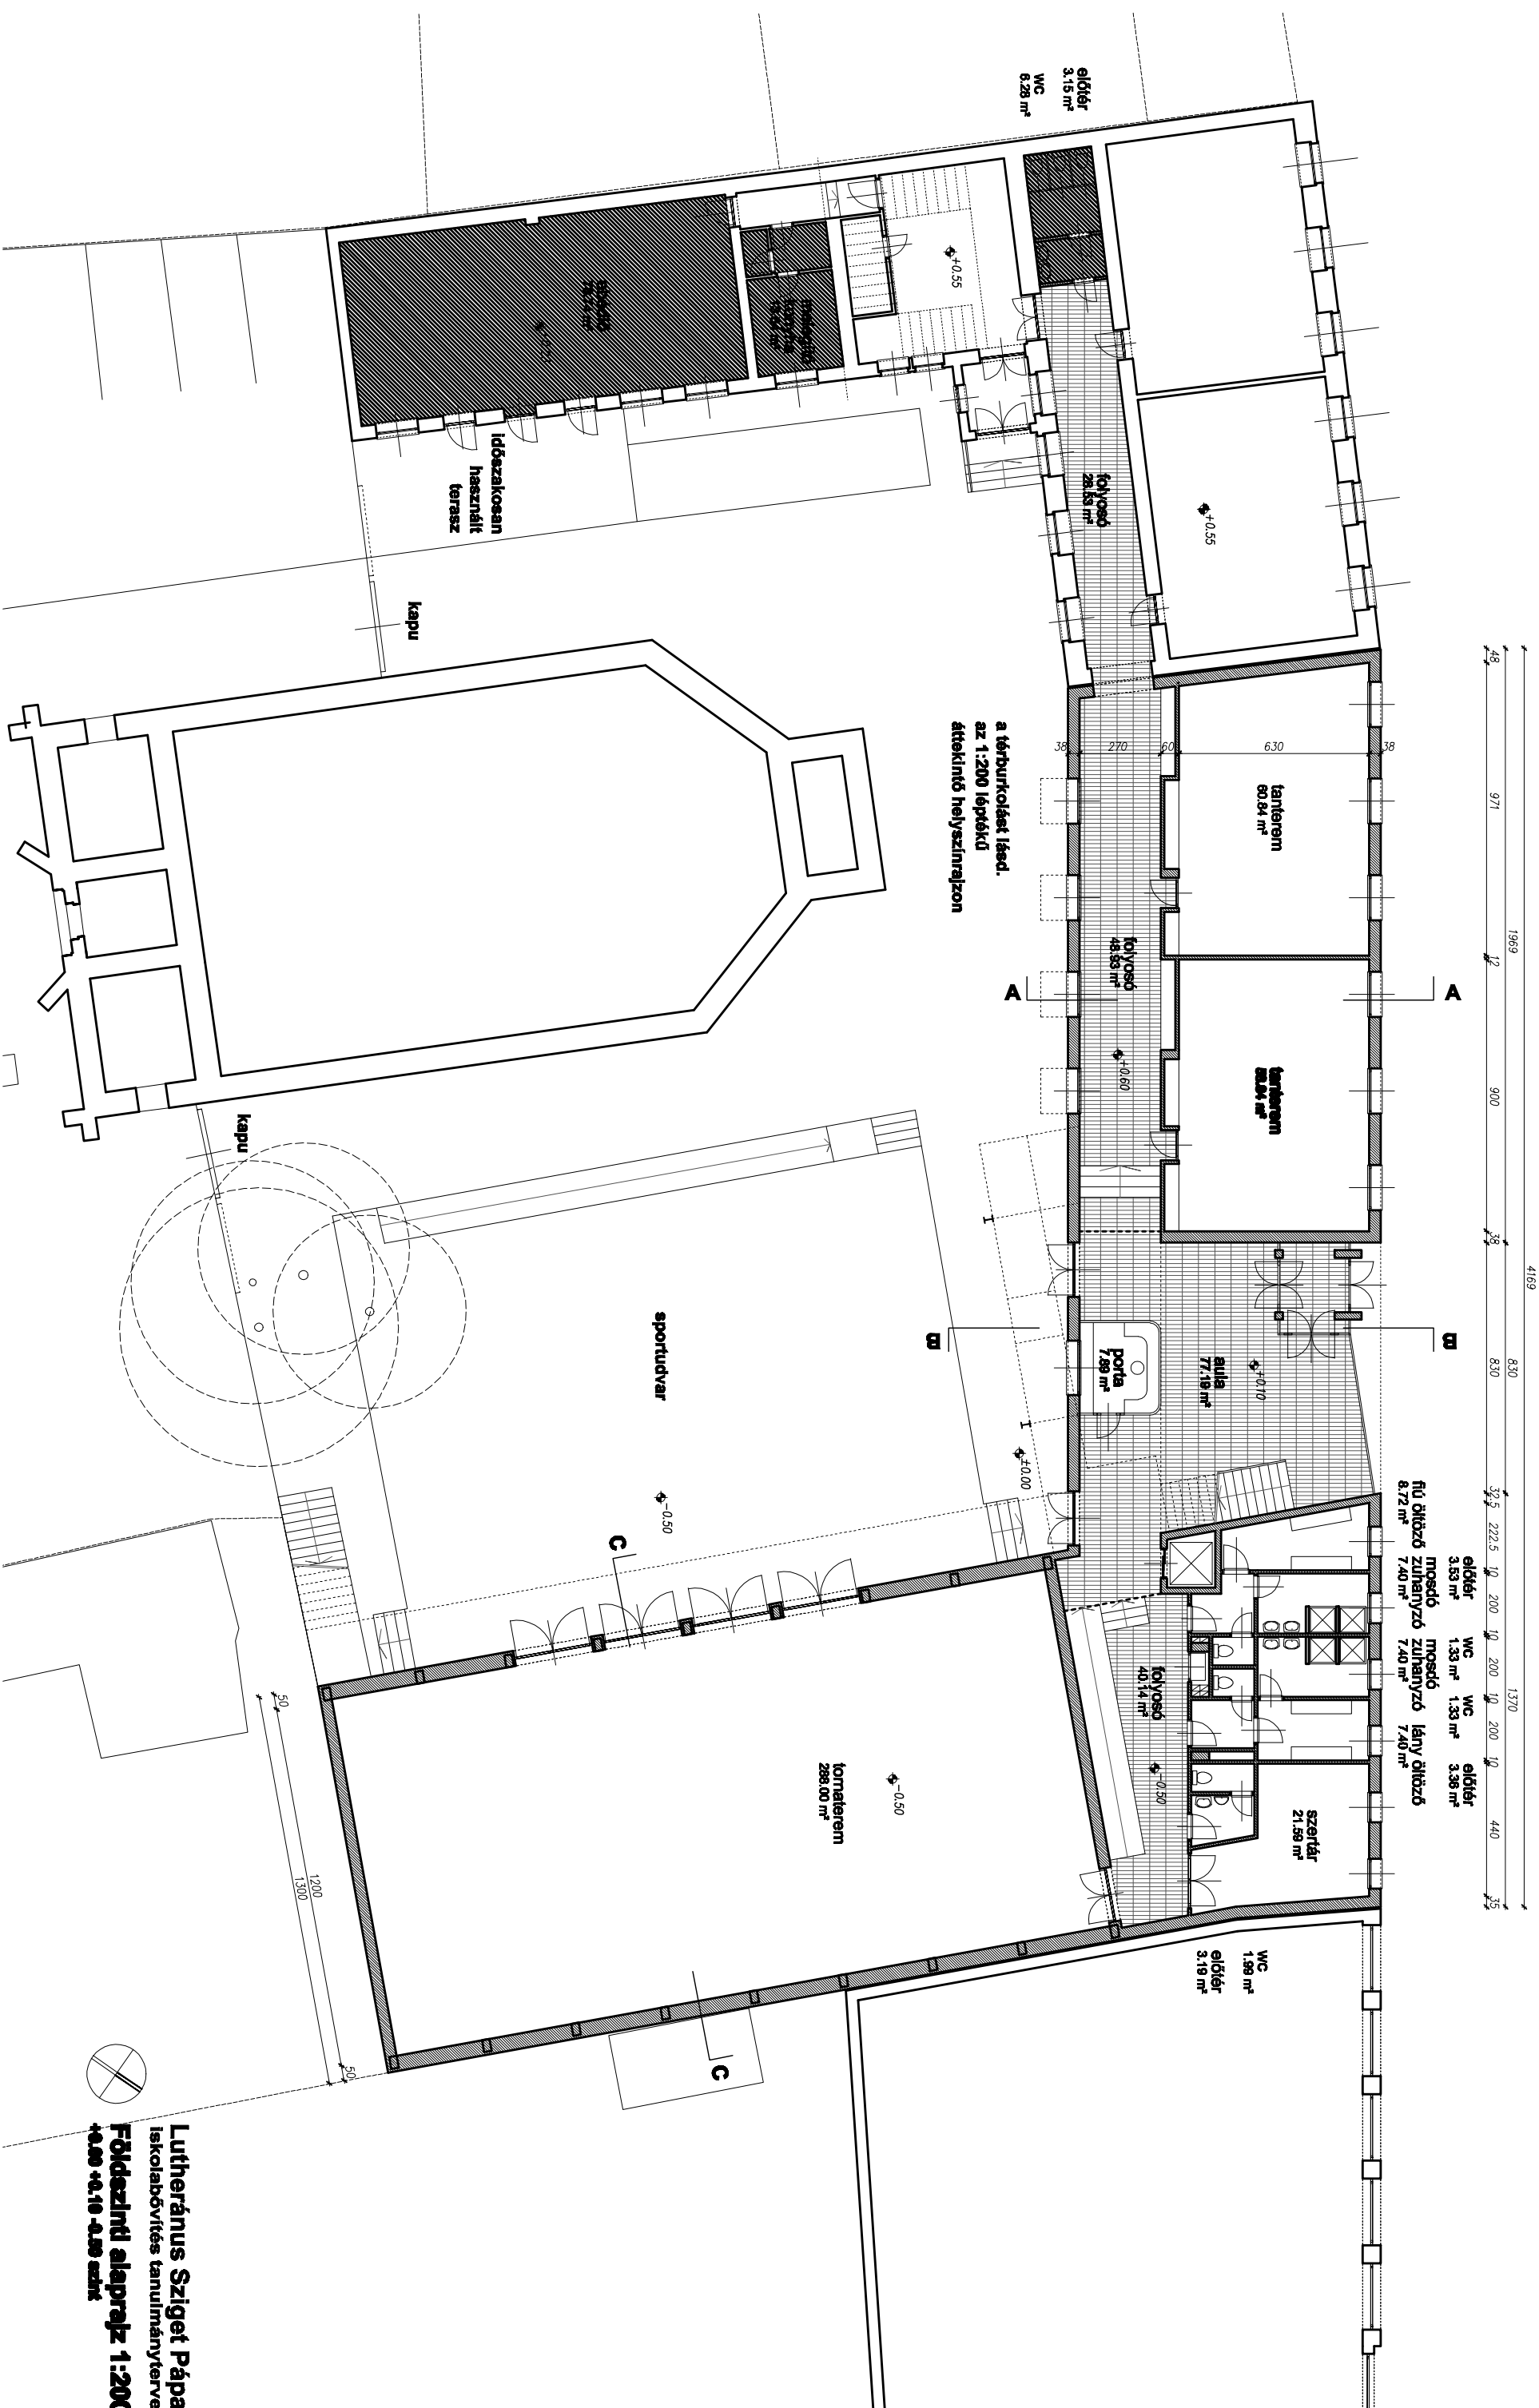 előtér
3.15 m²
WC
6.28 m²
+0.55
folyosó
28.53 m²
+0.55
ebédlő
melegítő
konyha
időszakosan
használt
terasz
kapu
kapu
a térburkolást lásd.
az 1:200 léptékű
áttekintő helyszínrajzon
48
971
12
900
38
830
32.5
222.5
10
200
10
200
10
200
10
440
35
1969
830
1370
4169
38
270
60
630
38
tanterem
60.84 m²
tanterem
folyosó
48.93 m²
+0.60
A
A
B
B
aula
77.19 m²
+0.10
porta
7.89 m²
±0.00
sportudvar
-0.50
C
C
előtér
3.53 m²
WC
1.33 m²
WC
1.33 m²
előtér
3.36 m²
fiú öltöző
8.72 m²
mosdó
zuhanyzó
7.40 m²
mosdó
zuhanyzó
7.40 m²
lány öltöző
7.40 m²
szertár
21.59 m²
folyosó
40.14 m²
-0.50
WC
1.99 m²
előtér
3.19 m²
tornaterem
288.00 m²
-0.50
50
1200
50
1300
Lutheránus Sziget Pápa
iskolabővítés tanulmányterve
Földszinti alaprajz 1:200
+0.10 -0.50 szint